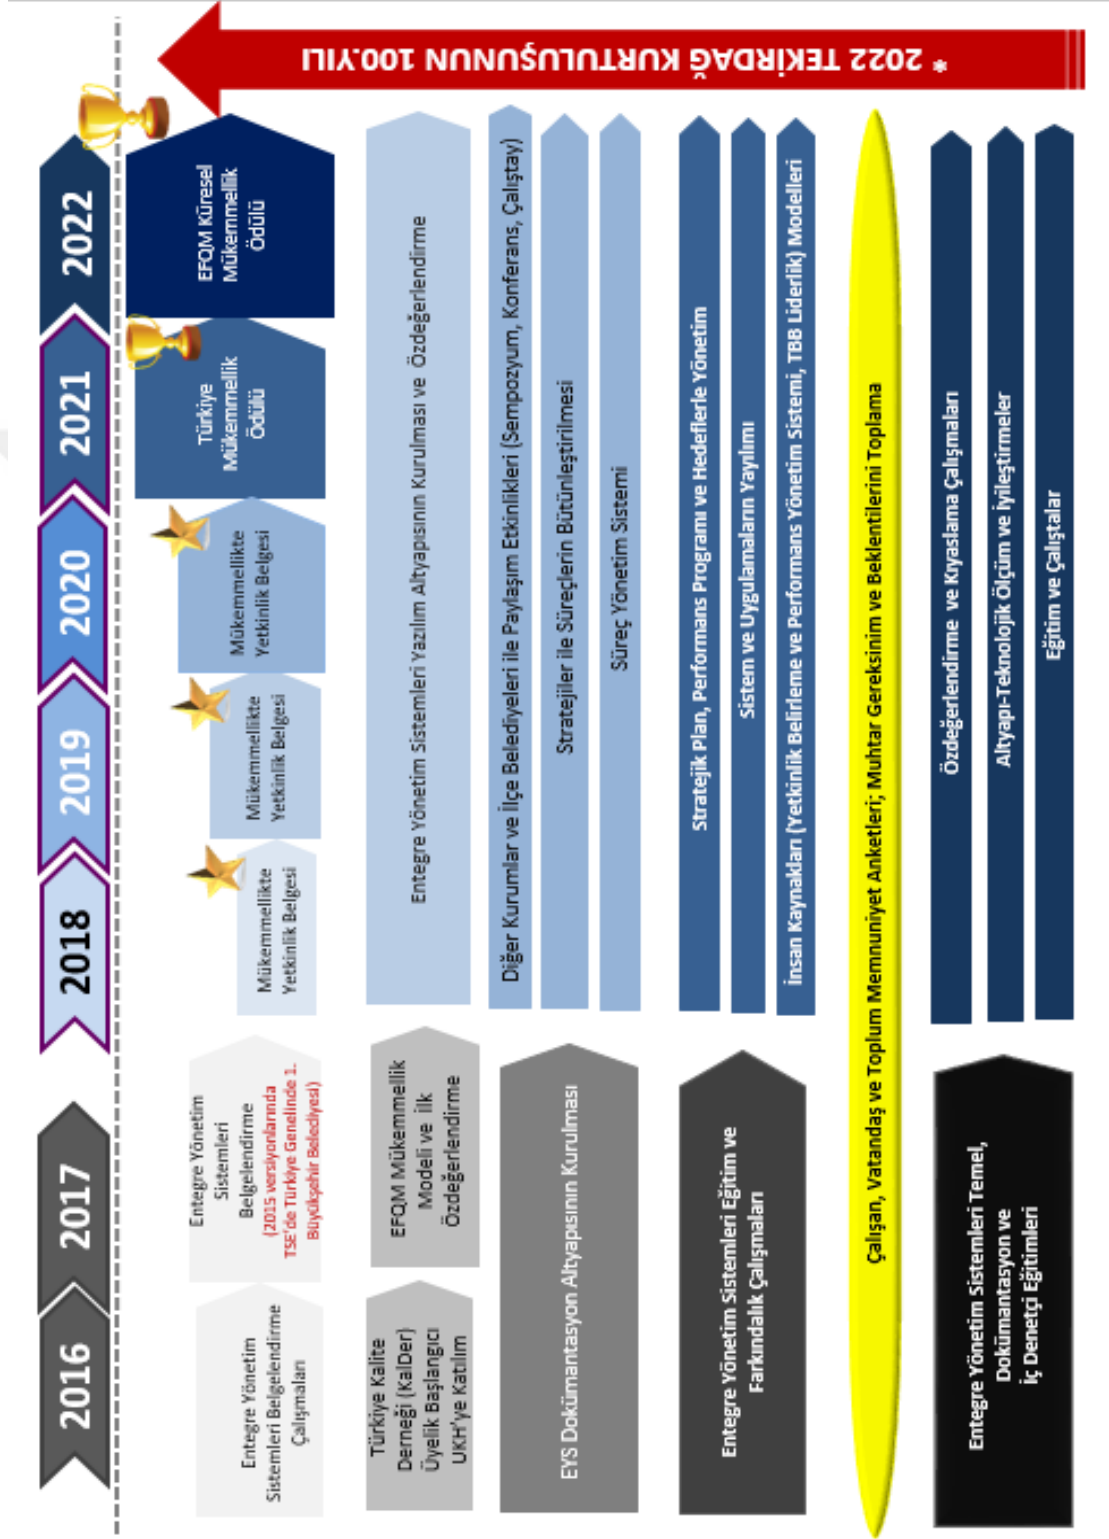 2016
2017
2018
2019
2020
2021
2022
Entegre Yönetim
Sistemleri Belgelendirme
Çalışmaları
Entegre Yönetim
Sistemleri
Belgelendirme
(2015 versiyonlarında
TSE'de Türkiye Genelinde 1.
Büyükşehir Belediyesi)
Mükemmellikte
Yetkinlik Belgesi
Mükemmellikte
Yetkinlik Belgesi
Mükemmellikte
Yetkinlik Belgesi
Türkiye
Mükemmellik
Ödülü
EFQM Küresel
Mükemmellik
Ödülü
Türkiye Kalite
Derneği (KalDer)
Üyelik Başlangıcı
UKH'ye Katılım
EFQM Mükemmellik
Modeli ve ilk
Özdeğerlendirme
Entegre Yönetim Sistemleri Yazılım Altyapısının Kurulması ve Özdeğerlendirme
EYS Dokümantasyon Altyapısının Kurulması
Diğer Kurumlar ve İlçe Belediyeleri ile Paylaşım Etkinlikleri (Sempozyum, Konferans, Çalıştay)
Stratejiler ile Süreçlerin Bütünleştirilmesi
Süreç Yönetim Sistemi
Entegre Yönetim Sistemleri Eğitim ve
Farkındalık Çalışmaları
Stratejik Plan, Performans Programı ve Hedeflerle Yönetim
Sistem ve Uygulamaların Yayılımı
İnsan Kaynakları (Yetkinlik Belirleme ve Performans Yönetim Sistemi, TBB Liderlik) Modelleri
Çalışan, Vatandaş ve Toplum Memnuniyet Anketleri; Muhtar Gereksinim ve Beklentilerini Toplama
Entegre Yönetim Sistemleri Temel,
Dokümantasyon ve
İç Denetçi Eğitimleri
Özdeğerlendirme ve Kıyaslama Çalışmaları
Altyapı-Teknolojik Ölçüm ve İyileştirmeler
Eğitim ve Çalıştalar
* 2022 TEKİRDAĞ KURTULUŞUNUN 100.YILI